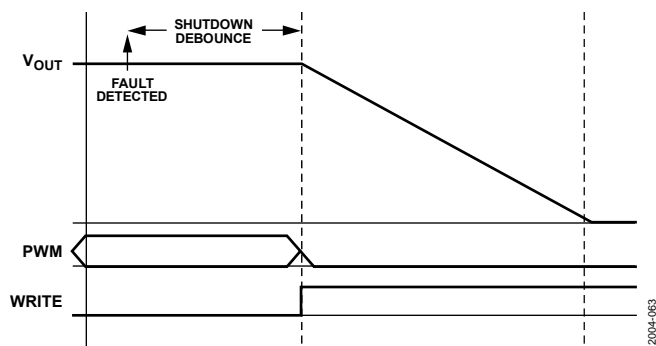 SHUTDOWN
DEBOUNCE
VOUT
FAULT
DETECTED
PWM
WRITE
2004-063